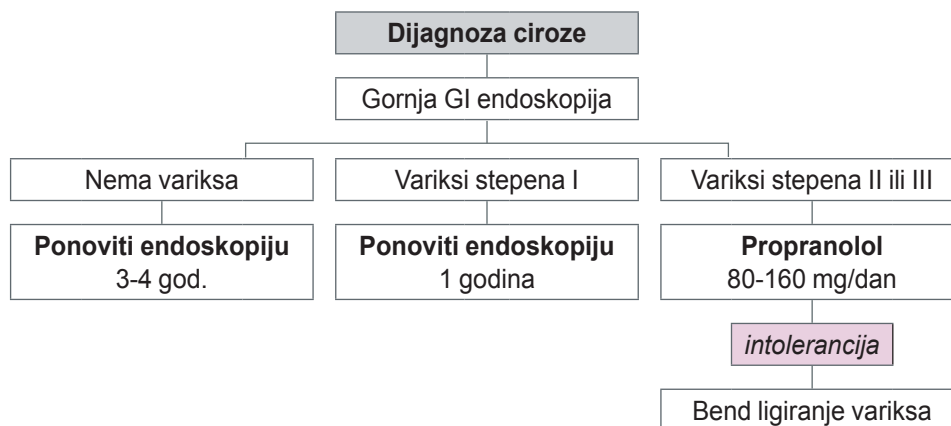 Dijagnoza ciroze
Gornja GI endoskopija
Nema variksa
Variksi stepena I
Variksi stepena II ili III
Ponoviti endoskopiju
3-4 god.
Ponoviti endoskopiju
1 godina
Propranolol
80-160 mg/dan
intolerancija
Bend ligiranje variksa